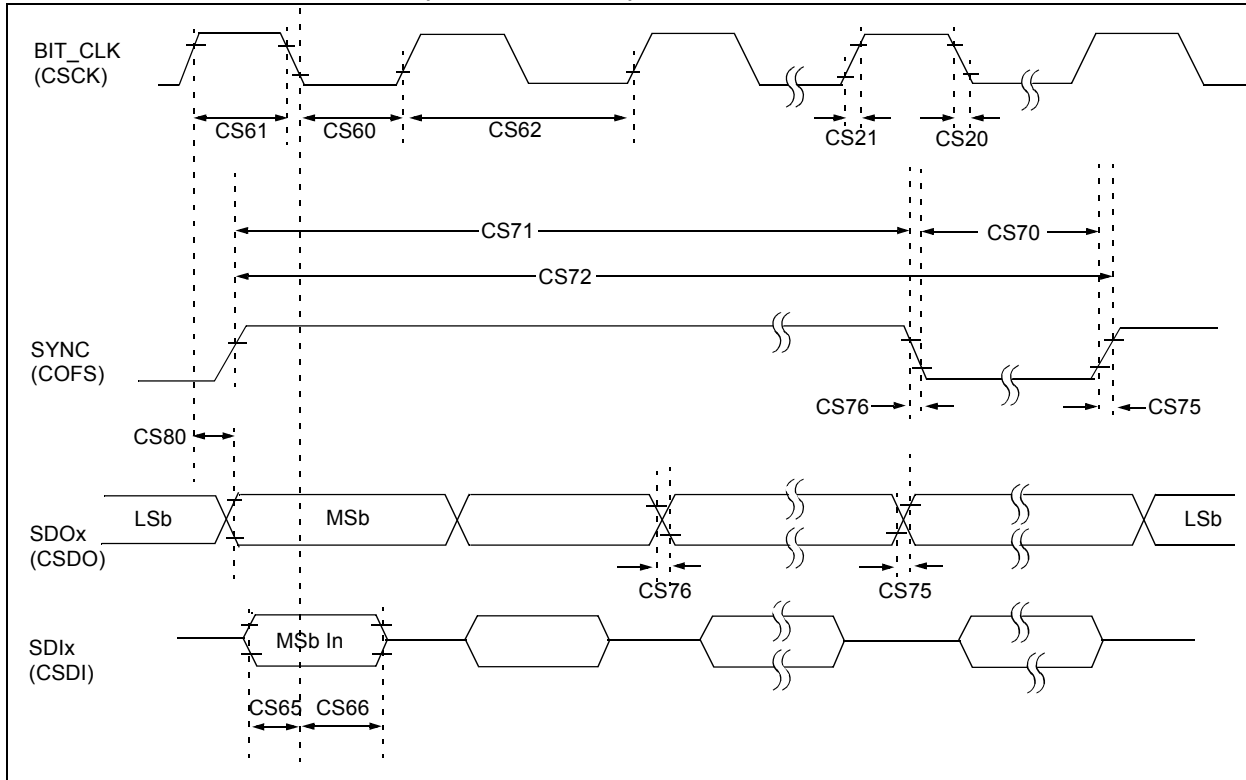 BIT_CLK
(CSCK)
CS61
CS60
CS62
CS21
CS20
CS71
CS70
CS72
SYNC
(COFS)
CS76
CS75
CS80
LSb
MSb
LSb
SDOx
(CSDO)
CS76
CS75
MSb In
SDIx
(CSDI)
CS65
CS66